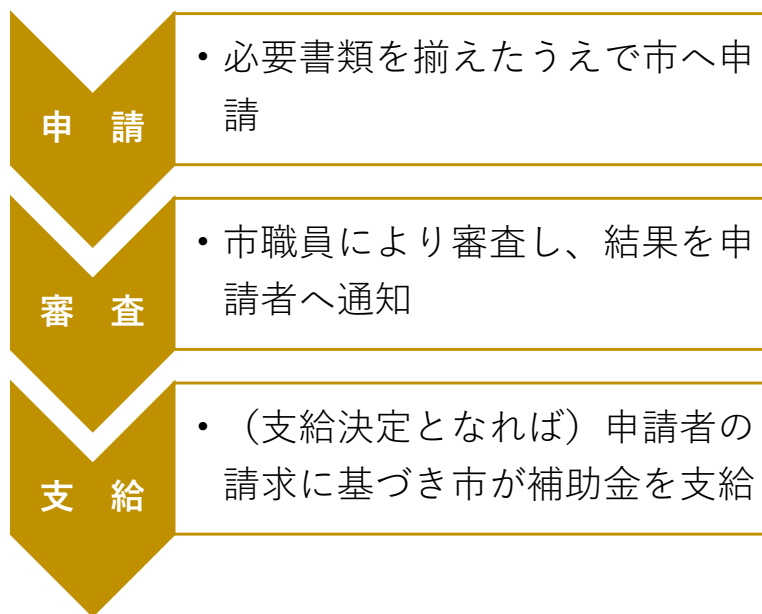 申　請
・必要書類を揃えたうえで市へ申
請
審　査
・市職員により審査し、結果を申
請者へ通知
支　給
・（支給決定となれば）申請者の
請求に基づき市が補助金を支給